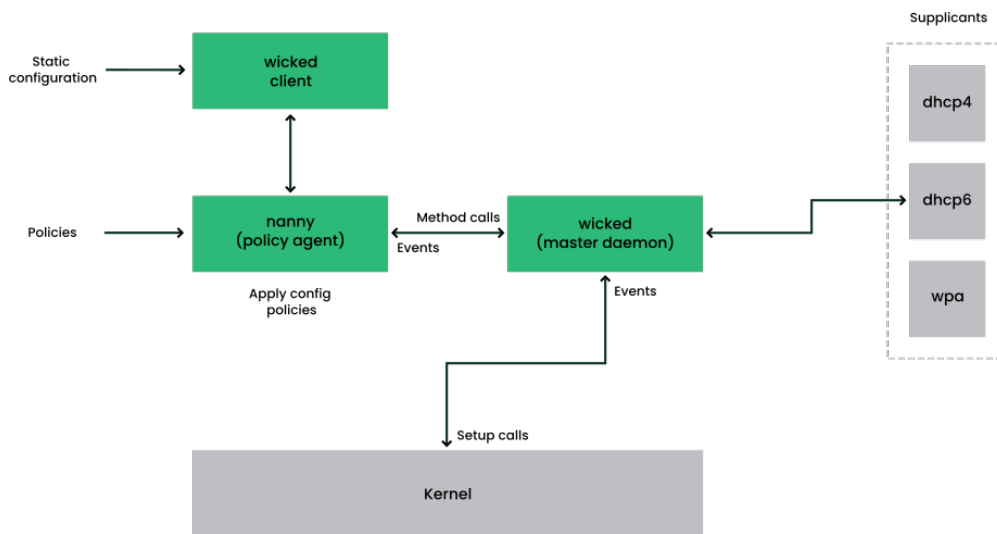 Supplicants
Static
configuration
wicked
client
dhcp4
Policies
nanny
(policy agent)
Method calls
Events
wicked
(master daemon)
dhcp6
Apply config
policies
Events
wpa
Setup calls
Kernel